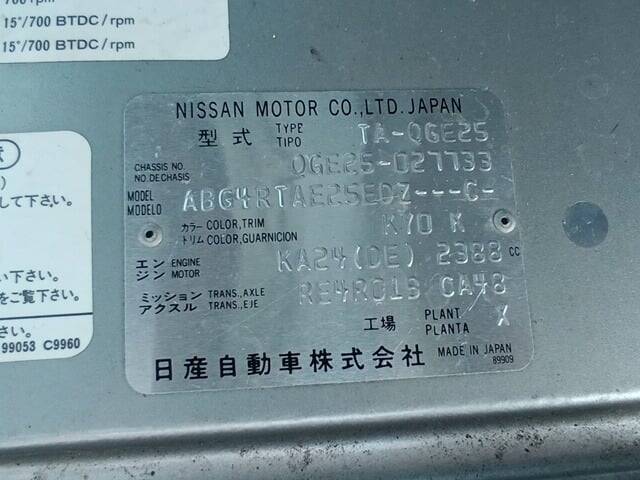 15°/700 BTDC/rpm
15°/700 BTDC/rpm
して下さい。
い下さい。
をご覧下さい。
99053 C9960
NISSAN MOTOR CO.,LTD. JAPAN
型式 TYPE TIPO TA-QGE25
CHASSIS NO. NO.DECHASIS QGE25-027733
MODEL MODELO ABG4RTAE25EDZ---C-
カラー COLOR,TRIM トリム COLOR,GUARNICION KY0 K
エンジン ENGINE MOTOR KA24(DE) 2388 cc
ミッション アクスル TRANS.,AXLE TRANS.,EJE RE4R01B CA48
工場 PLANT PLANTA X
日産自動車株式会社 MADE IN JAPAN 89909